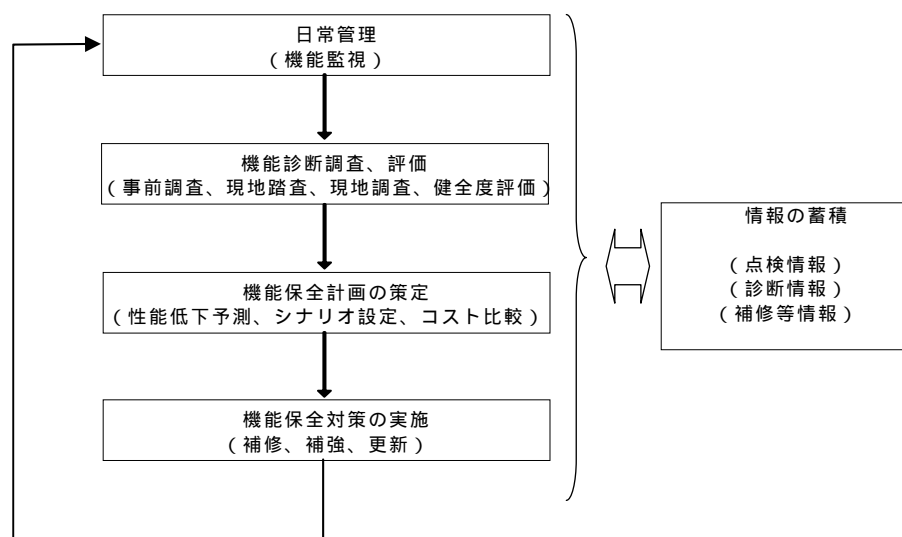 日常管理
(機能監視)
機能診断調査、評価
(事前調査、現地踏査、現地調査、健全度評価)
機能保全計画の策定
(性能低下予測、シナリオ設定、コスト比較)
機能保全対策の実施
(補修、補強、更新)
情報の蓄積
(点検情報)
(診断情報)
(補修等情報)